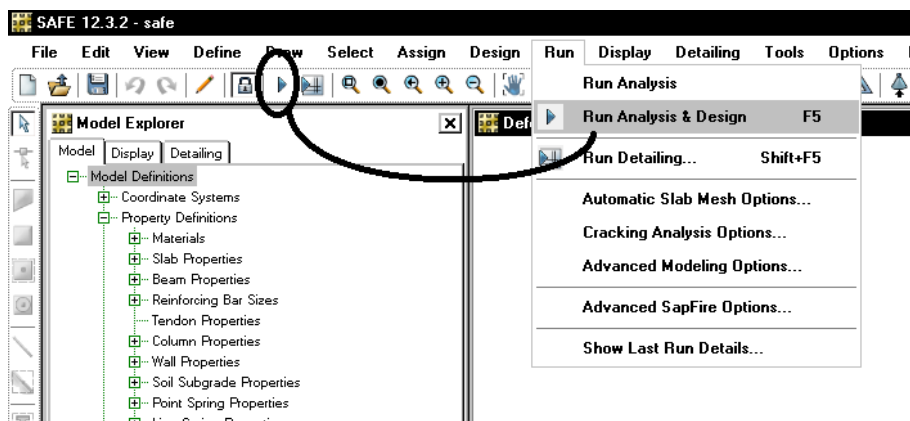 SAFE 12.3.2 - safe
File Edit View Define Draw Select Assign Design Run Display Detailing Tools Options
Run Analysis
Run Analysis & Design F5
Run Detailing... Shift+F5
Automatic Slab Mesh Options...
Cracking Analysis Options...
Advanced Modeling Options...
Advanced SapFire Options...
Show Last Run Details...
Model Explorer
Def
Model Display Detailing
Model Definitions
Coordinate Systems
Property Definitions
Materials
Slab Properties
Beam Properties
Reinforcing Bar Sizes
Tendon Properties
Column Properties
Wall Properties
Soil Subgrade Properties
Point Spring Properties